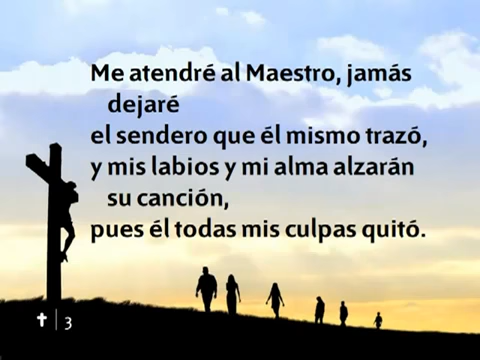 Me atendré al Maestro, jamás
dejaré
el sendero que él mismo trazó,
y mis labios y mi alma alzarán
su canción,
pues él todas mis culpas quitó.
3